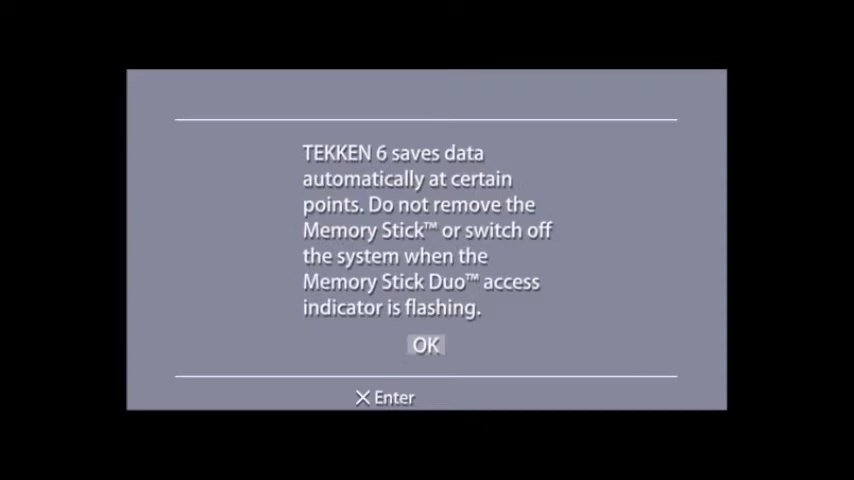 TEKKEN 6 saves data
automatically at certain
points. Do not remove the
Memory Stick™ or switch off
the system when the
Memory Stick Duo™ access
indicator is flashing.
OK
Enter